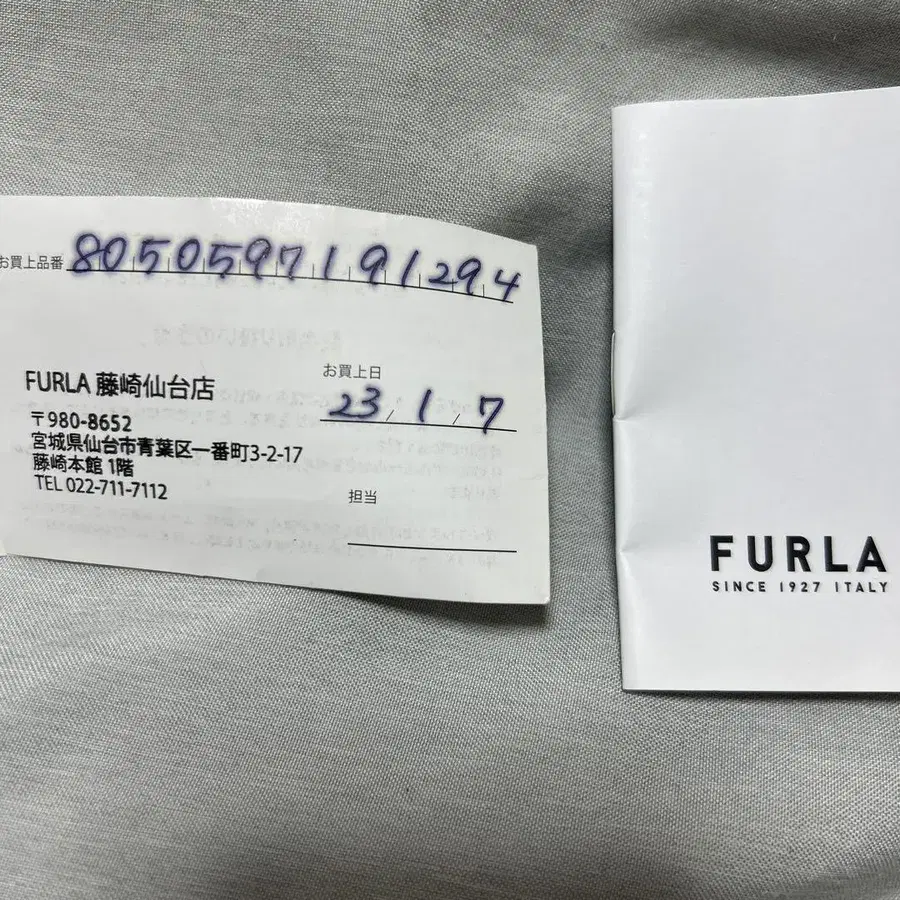 お買上品番 8050597191294
お買上日
23/1/7
FURLA 藤崎仙台店
〒980-8652
宮城県仙台市青葉区一番町3-2-17
藤崎本館 1階
TEL 022-711-7112
担当
FURLA
SINCE 1927 ITALY